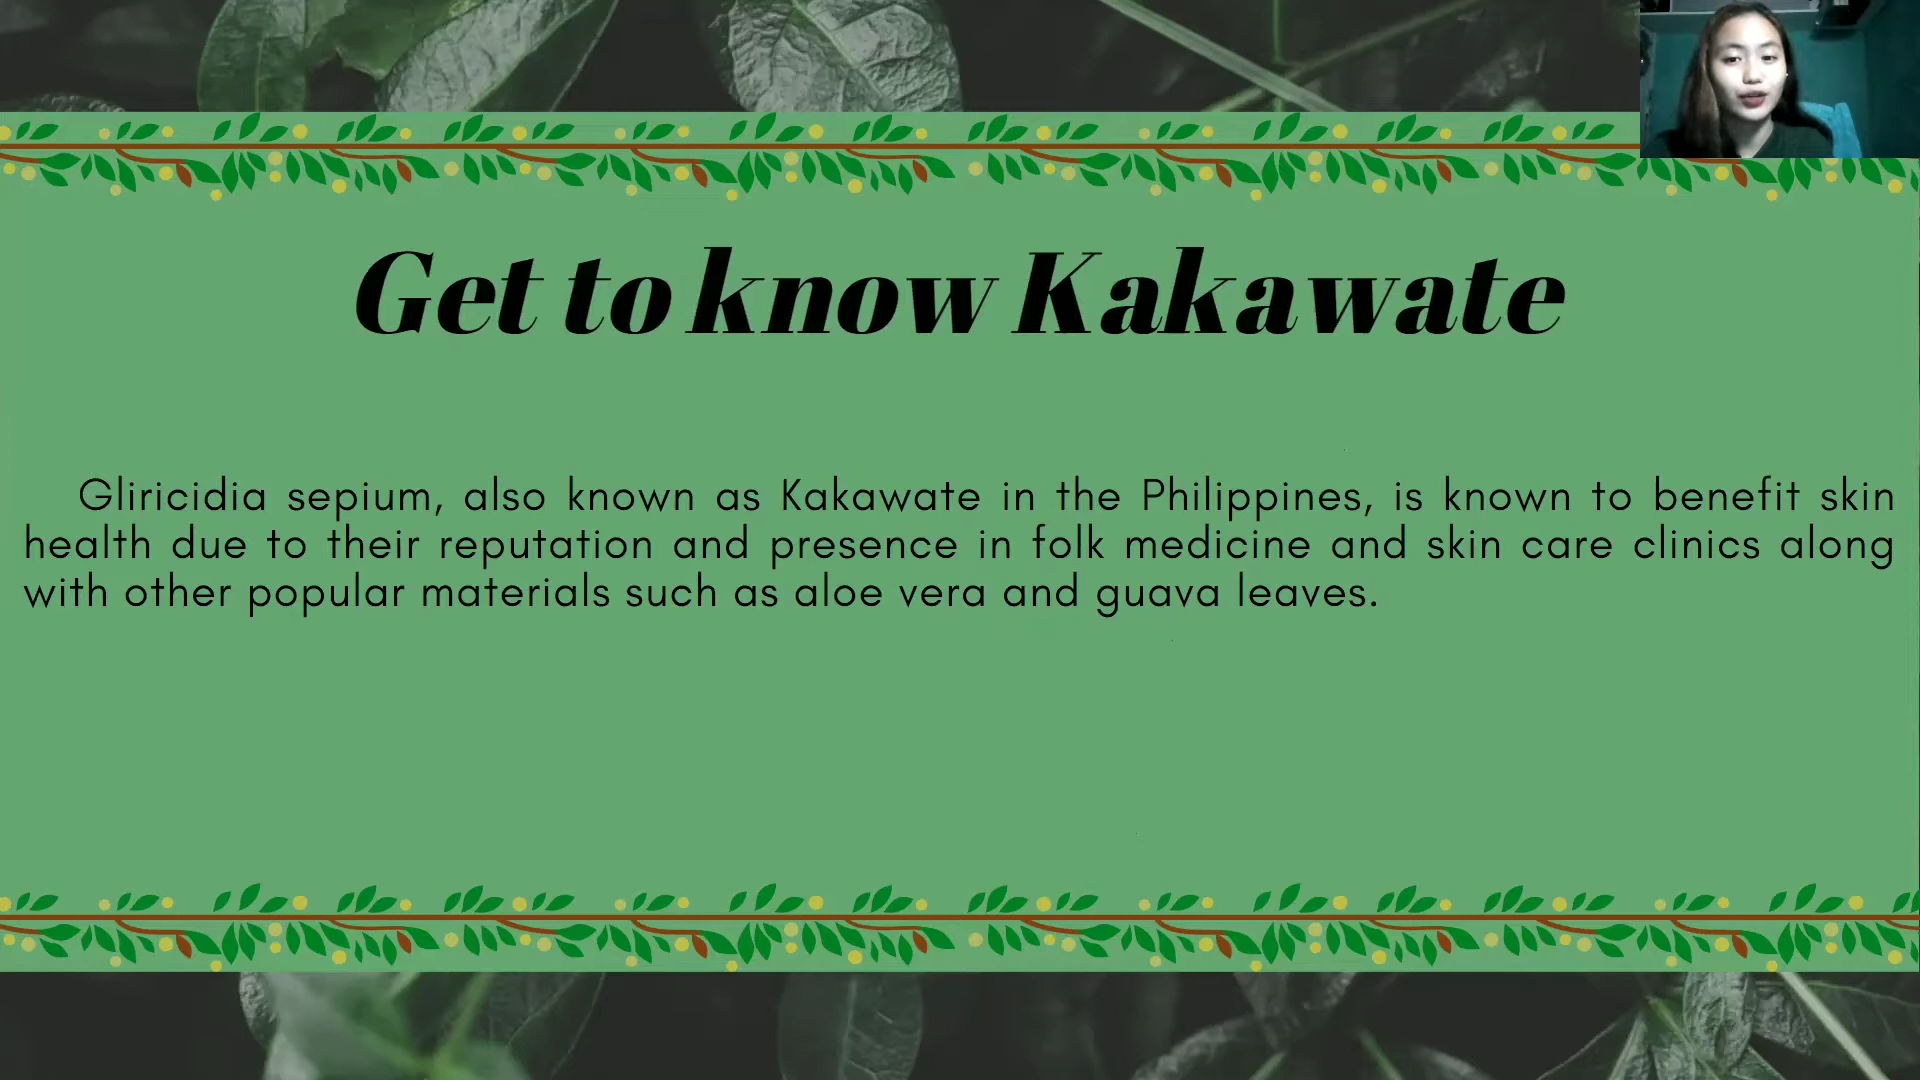 Get to know Kakawate
Gliricidia sepium, also known as Kakawate in the Philippines, is known to benefit skin
health due to their reputation and presence in folk medicine and skin care clinics along
with other popular materials such as aloe vera and guava leaves.